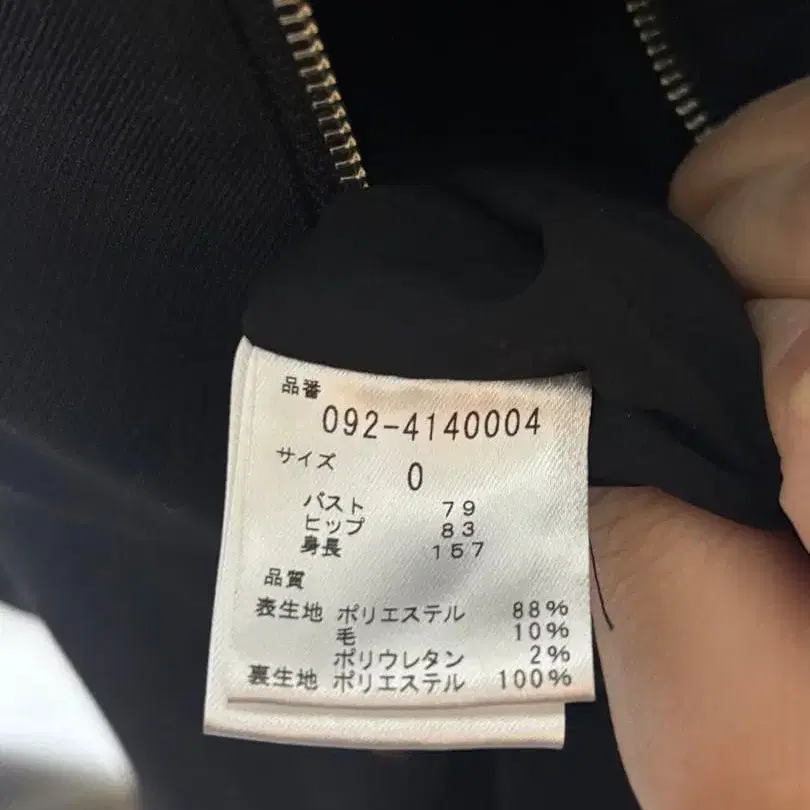 品番
092-4140004
サイズ
0
バスト 79
ヒップ 83
身長 157
品質
表生地 ポリエステル 88%
毛 10%
ポリウレタン 2%
裏生地 ポリエステル 100%